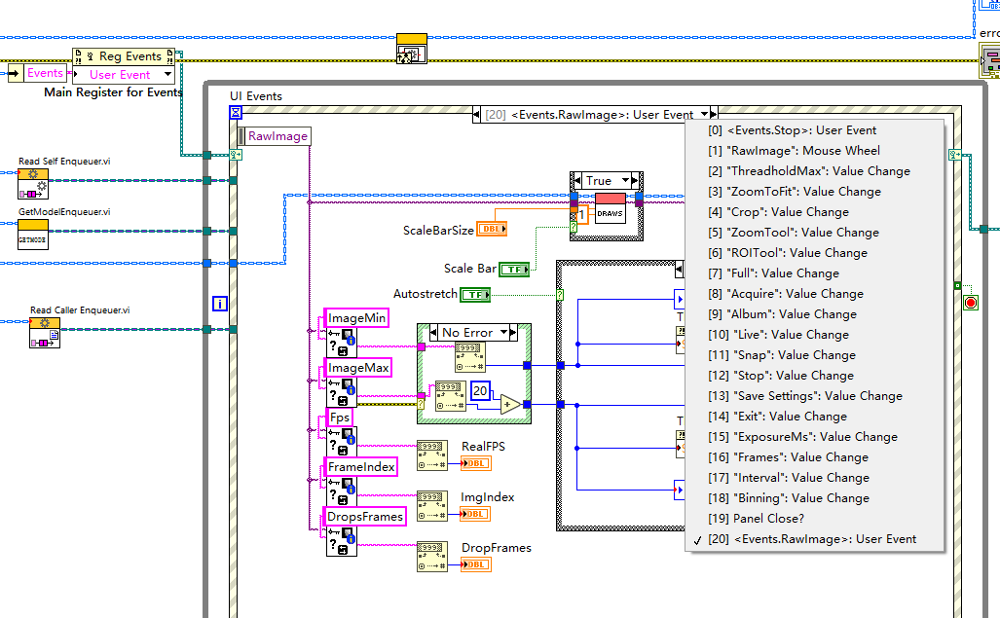 erro
Reg Events
Events
User Event
Main Register for Events
UI Events
[20] <Events.RawImage>: User Event
RawImage
[0] <Events.Stop>: User Event
[1] "RawImage": Mouse Wheel
[2] "ThreadholdMax": Value Change
[3] "ZoomToFit": Value Change
[4] "Crop": Value Change
[5] "ZoomTool": Value Change
[6] "ROITool": Value Change
[7] "Full": Value Change
[8] "Acquire": Value Change
[9] "Album": Value Change
[10] "Live": Value Change
[11] "Snap": Value Change
[12] "Stop": Value Change
[13] "Save Settings": Value Change
[14] "Exit": Value Change
[15] "ExposureMs": Value Change
[16] "Frames": Value Change
[17] "Interval": Value Change
[18] "Binning": Value Change
[19] Panel Close?
[20] <Events.RawImage>: User Event
Read Self Enqueuer.vi
GetModelEnqueuer.vi
GETMODE
Read Caller Enqueuer.vi
i
True
1
DRAWS
ScaleBarSize
DBL
Scale Bar
TF
Autostretch
TF
ImageMin
No Error
ImageMax
20
Fps
RealFPS
DBL
FrameIndex
ImgIndex
DBL
DropsFrames
DropFrames
DBL